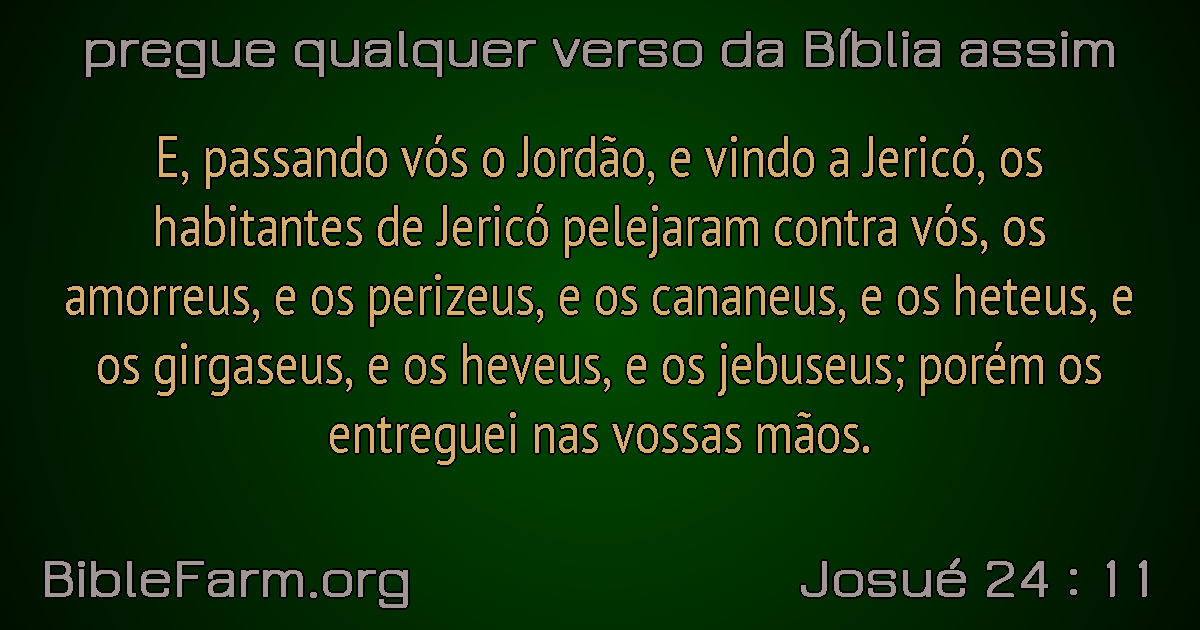 pregue qualquer verso da Bíblia assim
E, passando vós o Jordão, e vindo a Jericó, os
habitantes de Jericó pelejaram contra vós, os
amorreus, e os perizeus, e os cananeus, e os heteus, e
os girgaseus, e os heveus, e os jebuseus; porém os
entreguei nas vossas mãos.
BibleFarm.org
Josué 24 : 11